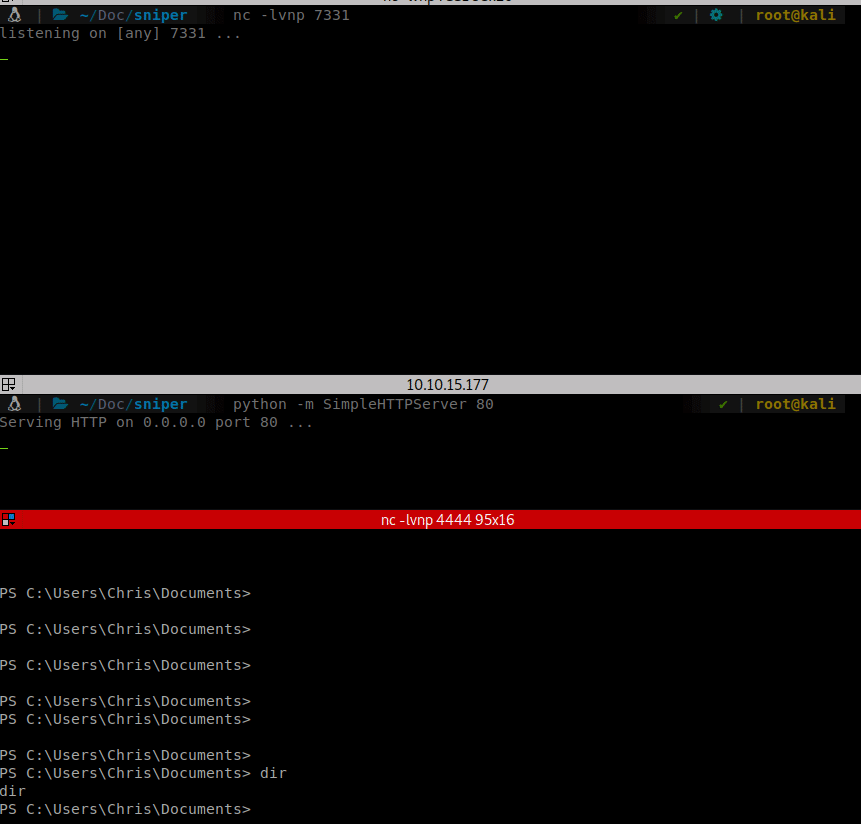 ~/Doc/sniper nc -lvnp 7331 ✔ | ⚙ | root@kali
listening on [any] 7331 ...
10.10.15.177
~/Doc/sniper python -m SimpleHTTPServer 80 ✔ | root@kali
Serving HTTP on 0.0.0.0 port 80 ...
nc -lvnp 4444 95x16
PS C:\Users\Chris\Documents>
PS C:\Users\Chris\Documents>
PS C:\Users\Chris\Documents>
PS C:\Users\Chris\Documents>
PS C:\Users\Chris\Documents>
PS C:\Users\Chris\Documents>
PS C:\Users\Chris\Documents> dir
dir
PS C:\Users\Chris\Documents>